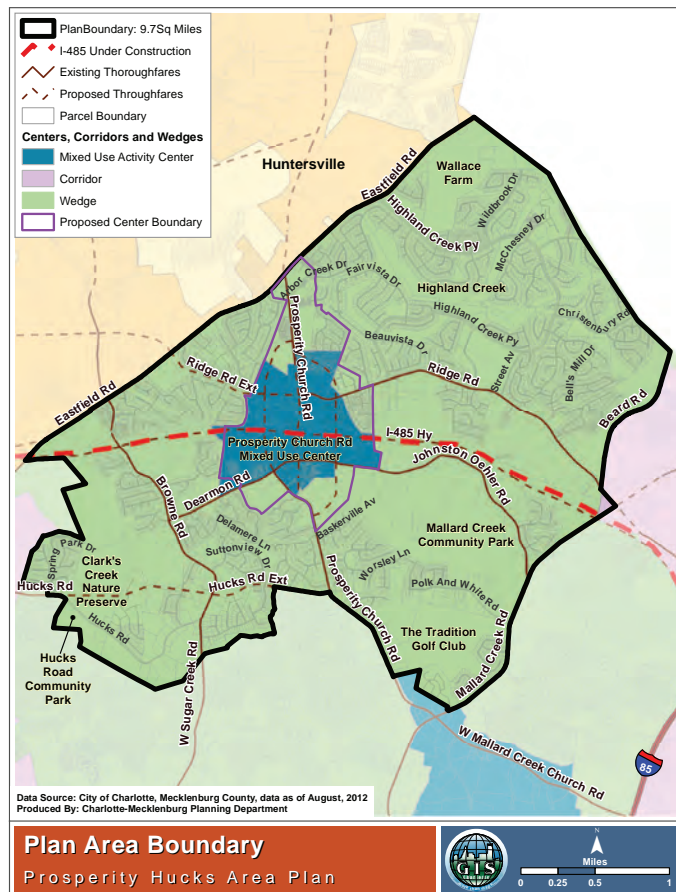 PlanBoundary: 9.7Sq Miles
I-485 Under Construction
Existing Thoroughfares
Proposed Throughfares
Parcel Boundary
Centers, Corridors and Wedges
Mixed Use Activity Center
Corridor
Wedge
Proposed Center Boundary
Huntersville
Eastfield Rd
Wallace
Farm
Highland Creek Py
Wildbrook Dr
McChesney Dr
Arbor Creek Dr
Fairvista Dr
Highland Creek
Prosperity Church Rd
Highland Creek Py
Christenbury Rd
Beauvista Dr
Ridge Rd Ext
Ridge Rd
Street Av
Bell's Mill Dr
Eastfield Rd
Beard Rd
I-485 Hy
Prosperity Church Rd
Mixed Use Center
Dearmon Rd
Johnston Oehler Rd
Browne Rd
Baskerville Av
Mallard Creek
Community Park
Delamere Ln
Suttonview Dr
Spring Park Dr
Clark's
Creek
Nature
Preserve
Hucks Rd
Hucks Rd Ext
Worsley Ln
Polk And White Rd
Hucks Rd
Prosperity Church Rd
The Tradition
Golf Club
Mallard Creek Rd
Hucks
Road
Community
Park
W Sugar Creek Rd
W Mallard Creek Church Rd
85
Data Source: City of Charlotte, Mecklenburg County, data as of August, 2012
Produced By: Charlotte-Mecklenburg Planning Department
Plan Area Boundary
Prosperity Hucks Area Plan
GIS
N
Miles
0 0.25 0.5 1